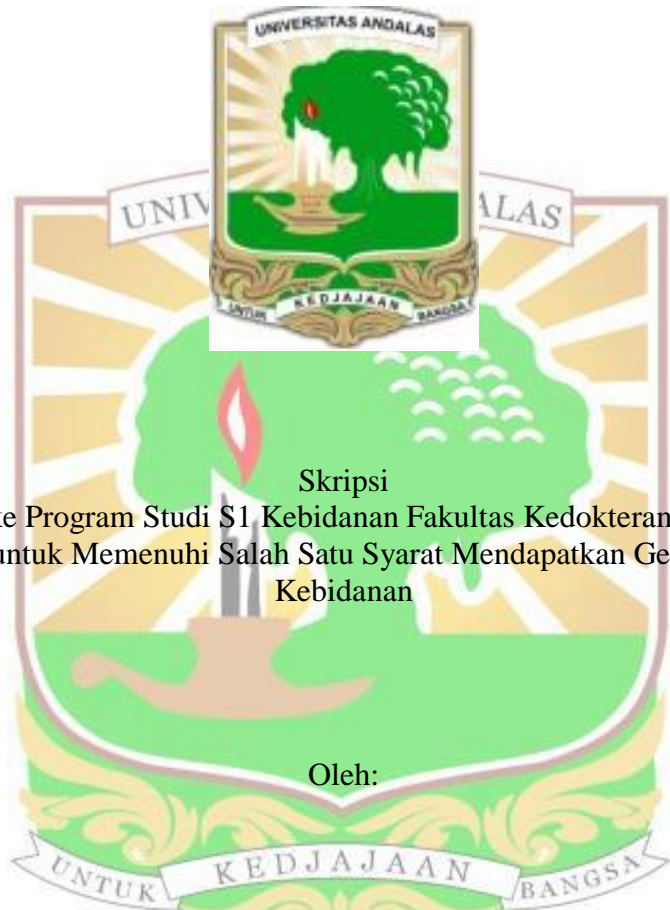 UNIVERSITAS ANDALAS
UNTUK KEDJAJAAN BANGSA
ALAS
Skripsi
Program Studi S1 Kebidanan Fakultas Kedokteran
untuk Memenuhi Salah Satu Syarat Mendapatkan
Kebidanan
Oleh:
UNTUK KEDJAJAAN BANGSA